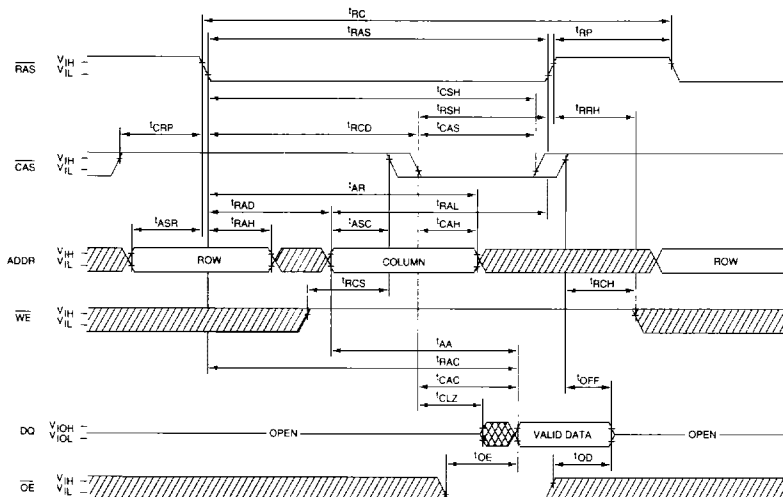 tRC
tRAS
tRP
RAS VIH
VIL
tCSH
tRSH
tRRH
tCRP
tRCD
tCAS
CAS VIH
VIL
tAR
tRAD
tRAL
tASR
tRAH
tASC
tCAH
ADDR VIH
VIL
ROW
COLUMN
ROW
tRCS
tRCH
WE VIH
VIL
tAA
tRAC
tCAC
tOFF
tCLZ
DQ VIOH
VIOL
OPEN
VALID DATA
OPEN
tOE
tOD
OE VIH
VIL